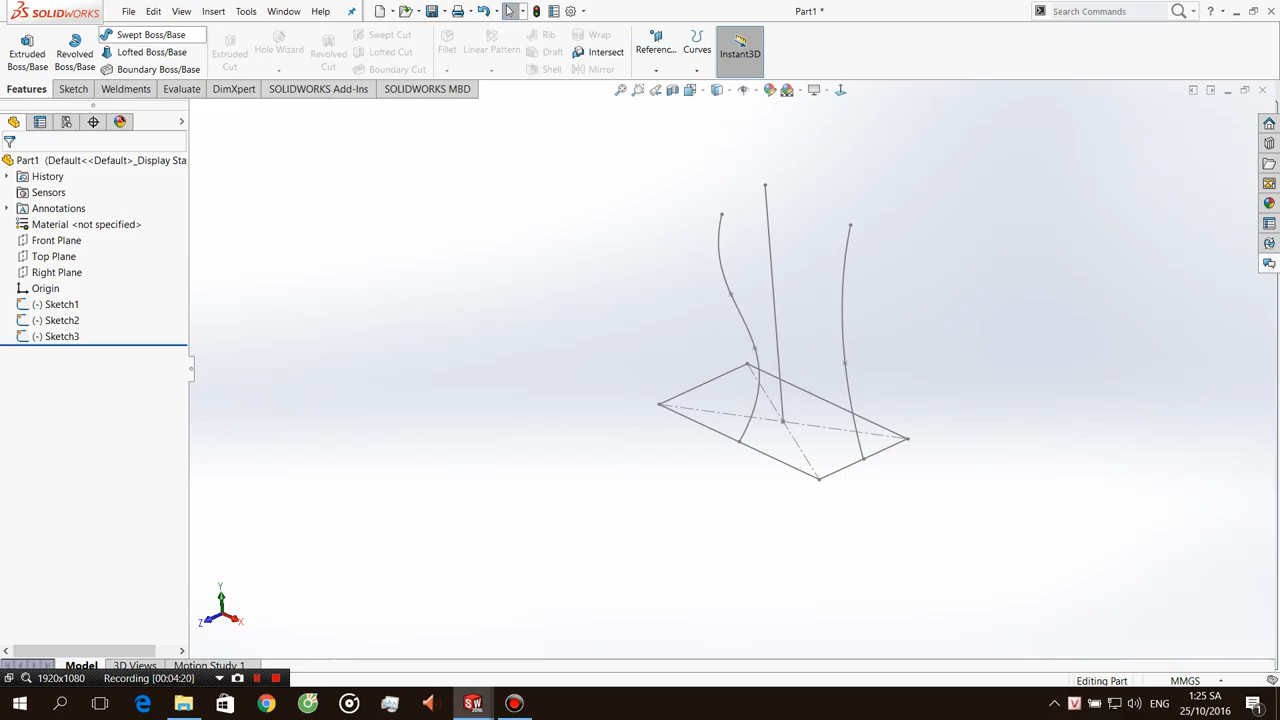 SOLIDWORKS File Edit View Insert Tools Window Help Part1 * Search Commands ?
Extruded Boss/Base
Revolved Boss/Base
Swept Boss/Base
Lofted Boss/Base
Boundary Boss/Base
Extruded Cut
Hole Wizard
Revolved Cut
Swept Cut
Lofted Cut
Boundary Cut
Fillet
Linear Pattern
Rib
Draft
Shell
Wrap
Intersect
Mirror
Referenc...
Curves
Instant3D
Features Sketch Weldments Evaluate DimXpert SOLIDWORKS Add-Ins SOLIDWORKS MBD
Part1 (Default<<Default>_Display Sta
History
Sensors
Annotations
Material <not specified>
Front Plane
Top Plane
Right Plane
Origin
(-) Sketch1
(-) Sketch2
(-) Sketch3
Y
Z
X
Model 3D Views Motion Study 1
1920x1080 Recording [00:04:20]
Editing Part MMGS
ENG
1:25 SA
25/10/2016